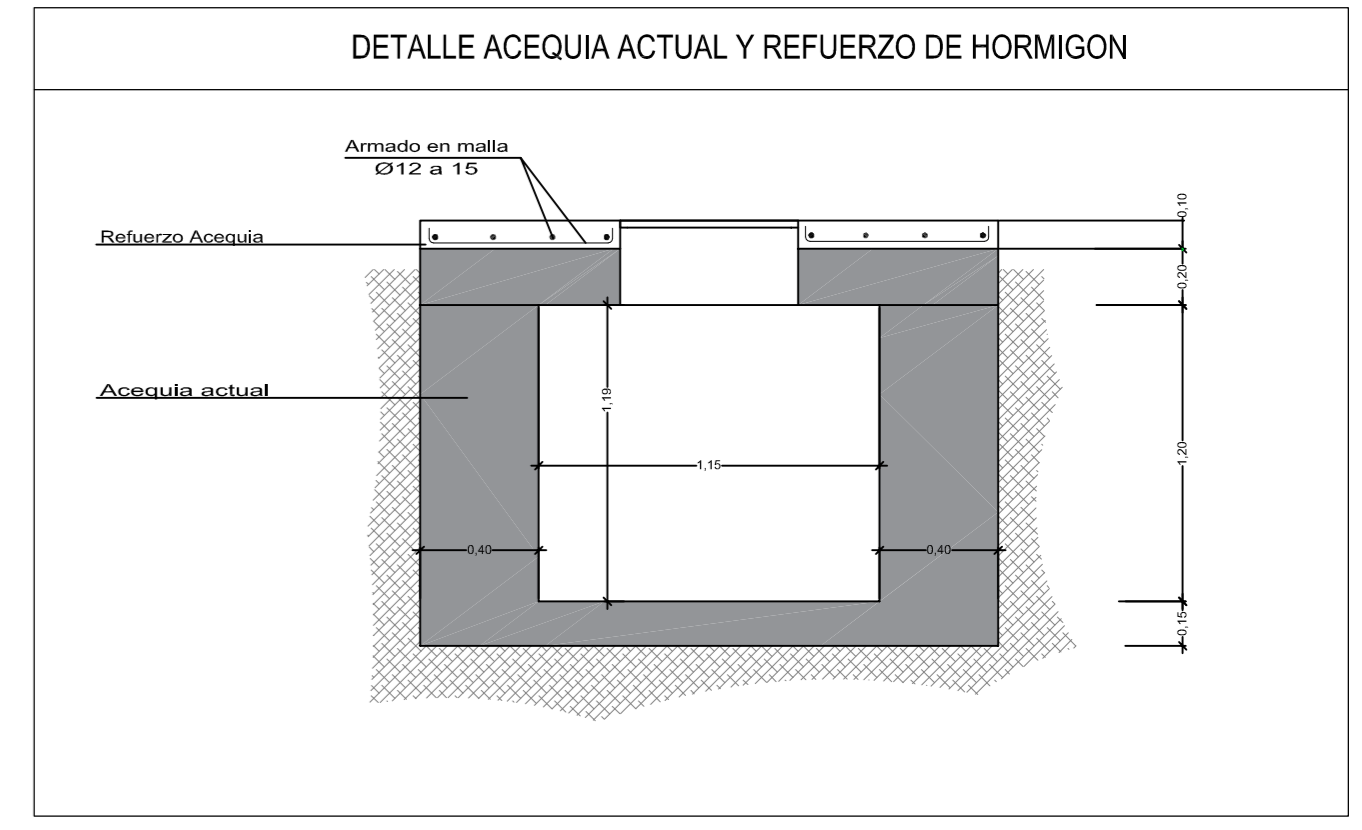 DETALLE ACEQUIA ACTUAL Y REFUERZO DE HORMIGON
Armado en malla
Ø12 a 15
Refuerzo Acequia
Acequia actual
0,10
0,20
1,19
1,20
1,15
0,40
0,40
0,15